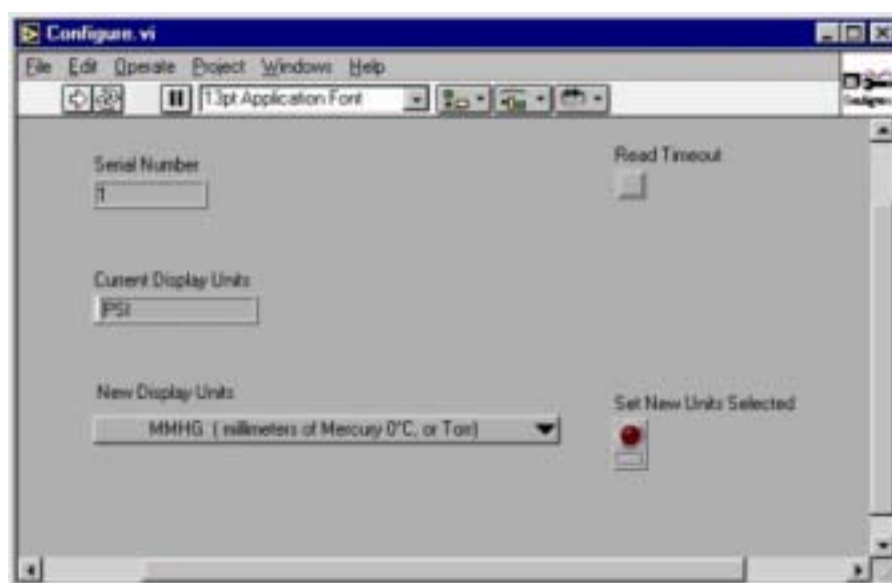 Configure.vi
File Edit Operate Project Windows Help
13pt Application Font
Serial Number
1
Read Timeout
Current Display Units
PSI
New Display Units
MMHG ( millimeters of Mercury 0°C, or Torr)
Set New Units Selected